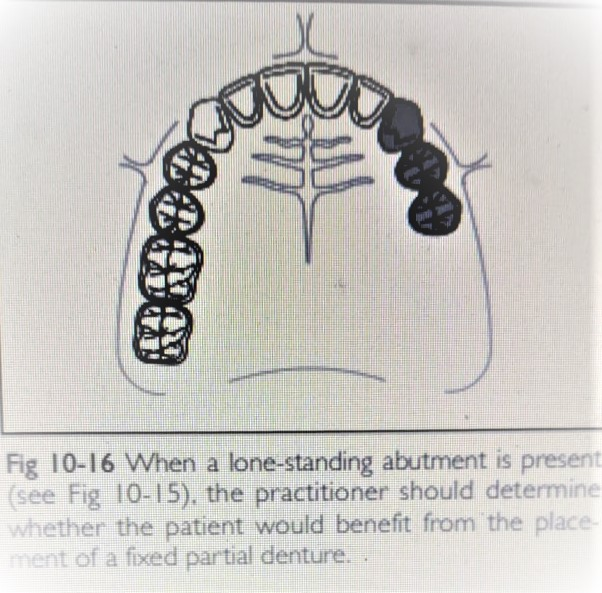 Fig 10-16 When a lone-standing abutment is present
(see Fig 10-15), the practitioner should determine
whether the patient would benefit from the place-
ment of a fixed partial denture.